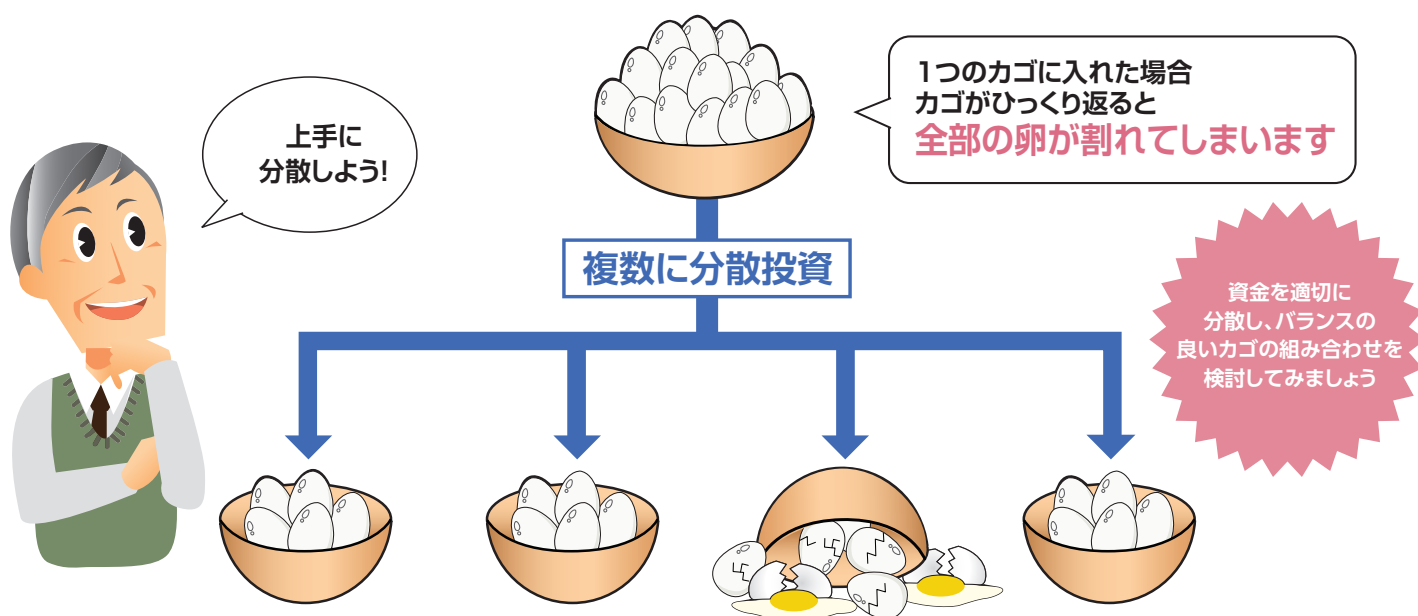 上手に
分散しよう!
1つのカゴに入れた場合
カゴがひっくり返ると
全部の卵が割れてしまいます
複数に分散投資
資金を適切に
分散し、バランスの
良いカゴの組み合わせを
検討してみましょう